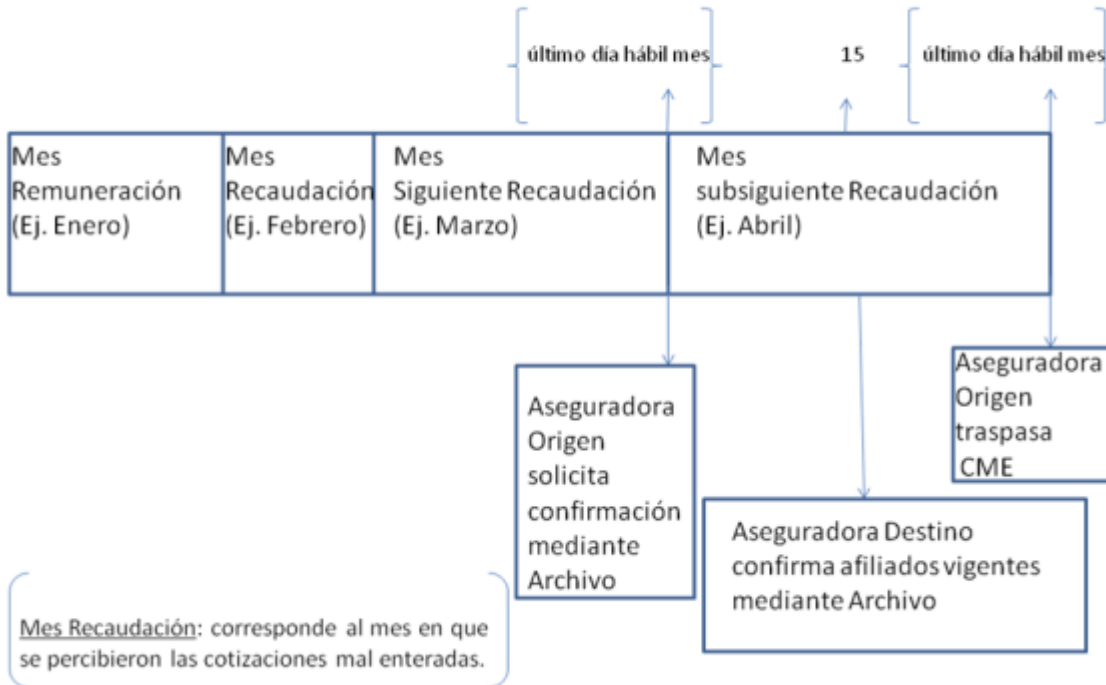 último día hábil mes
15
último día hábil mes
Mes
Remuneración
(Ej. Enero)
Mes
Recaudación
(Ej. Febrero)
Mes
Siguiente Recaudación
(Ej. Marzo)
Mes
subsiguiente Recaudación
(Ej. Abril)
Aseguradora
Origen
solicita
confirmación
mediante
Archivo
Aseguradora Destino
confirma afiliados vigentes
mediante Archivo
Aseguradora
Origen
traspasa
CME
Mes Recaudación: corresponde al mes en que
se percibieron las cotizaciones mal enteradas.